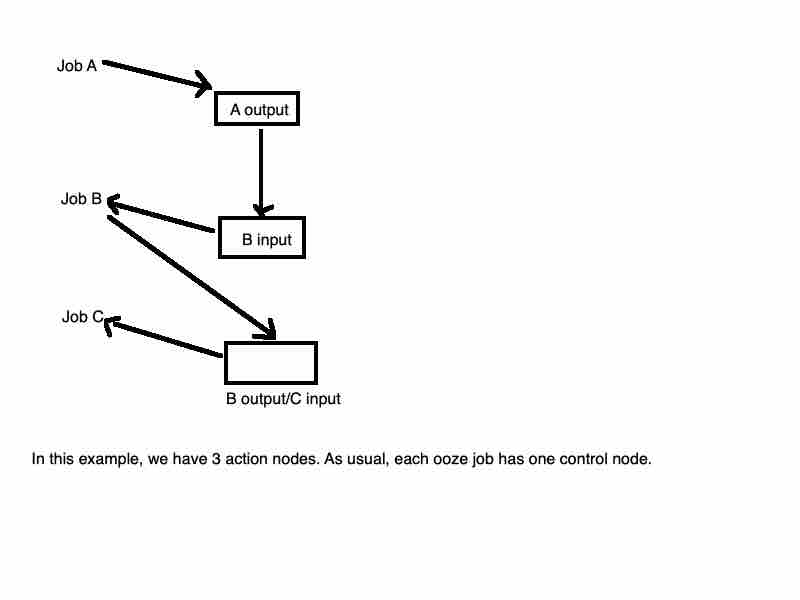 Job A
A output
Job B
B input
Job C
B output/C input
In this example, we have 3 action nodes. As usual, each ooze job has one control node.